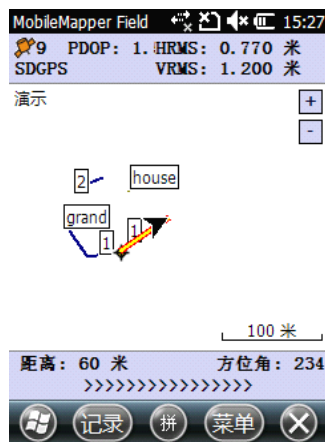 MobileMapper Field 15:27
9 PDOP: 1. HRMS: 0.770 米
SDGPS VRMS: 1.200 米
演示
+
-
2 house
grand
1 1
100 米
距离: 60 米 方位角: 234
>>>>>>>>>>>>>>>>
记录 拼 菜单